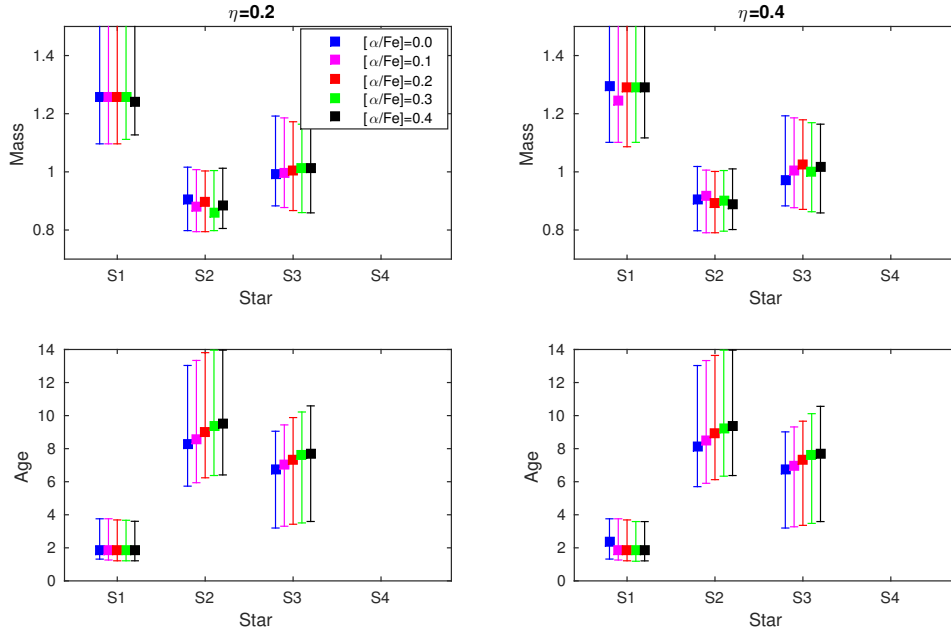 η=0.2
η=0.4
1.4
1.2
1
0.8
Mass
S1
S2
S3
S4
Star
[α/Fe]=0.0
[α/Fe]=0.1
[α/Fe]=0.2
[α/Fe]=0.3
[α/Fe]=0.4
1.4
1.2
1
0.8
Mass
S1
S2
S3
S4
Star
14
12
10
8
6
4
2
0
Age
S1
S2
S3
S4
Star
14
12
10
8
6
4
2
0
Age
S1
S2
S3
S4
Star